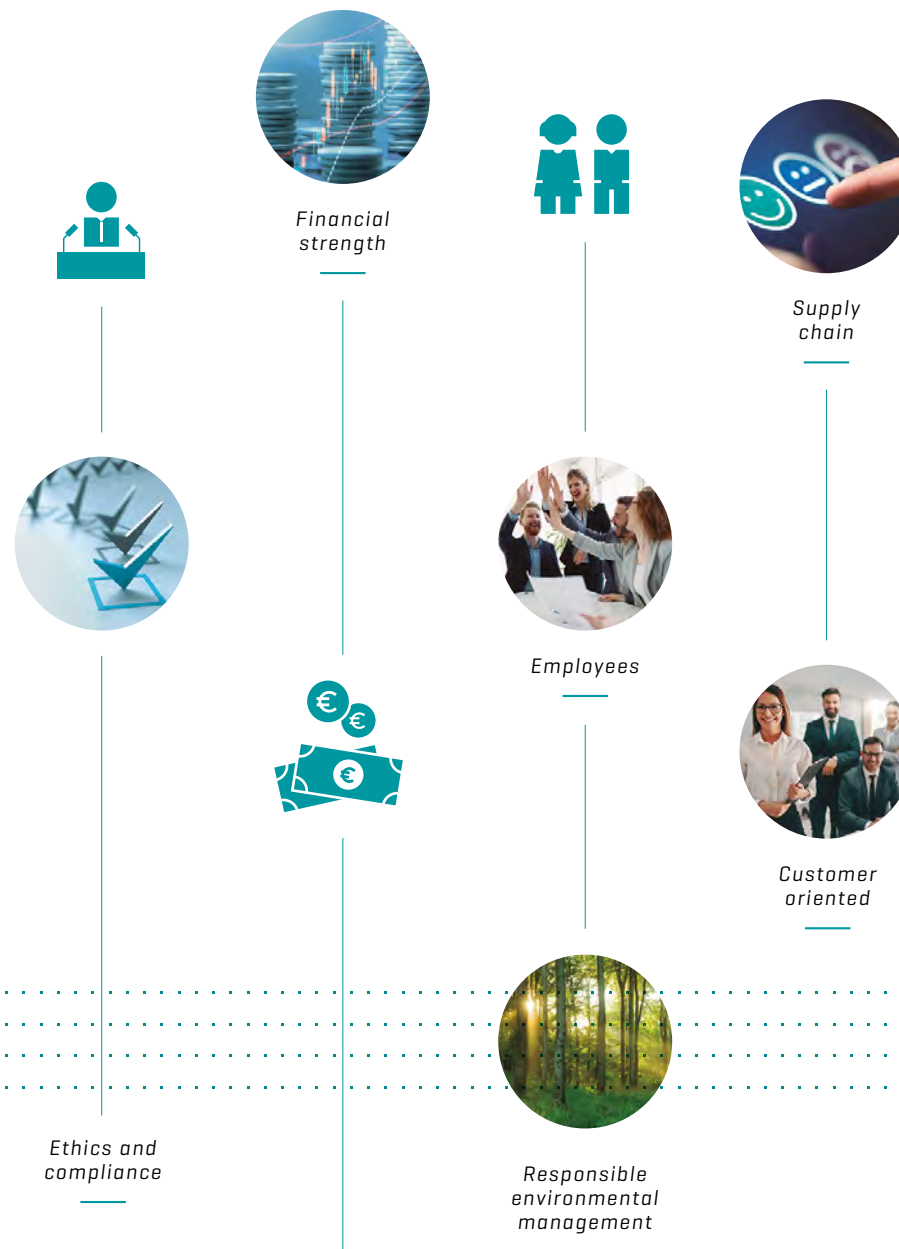 Financial
strength
Supply
chain
Employees
Customer
oriented
Ethics and
compliance
Responsible
environmental
management